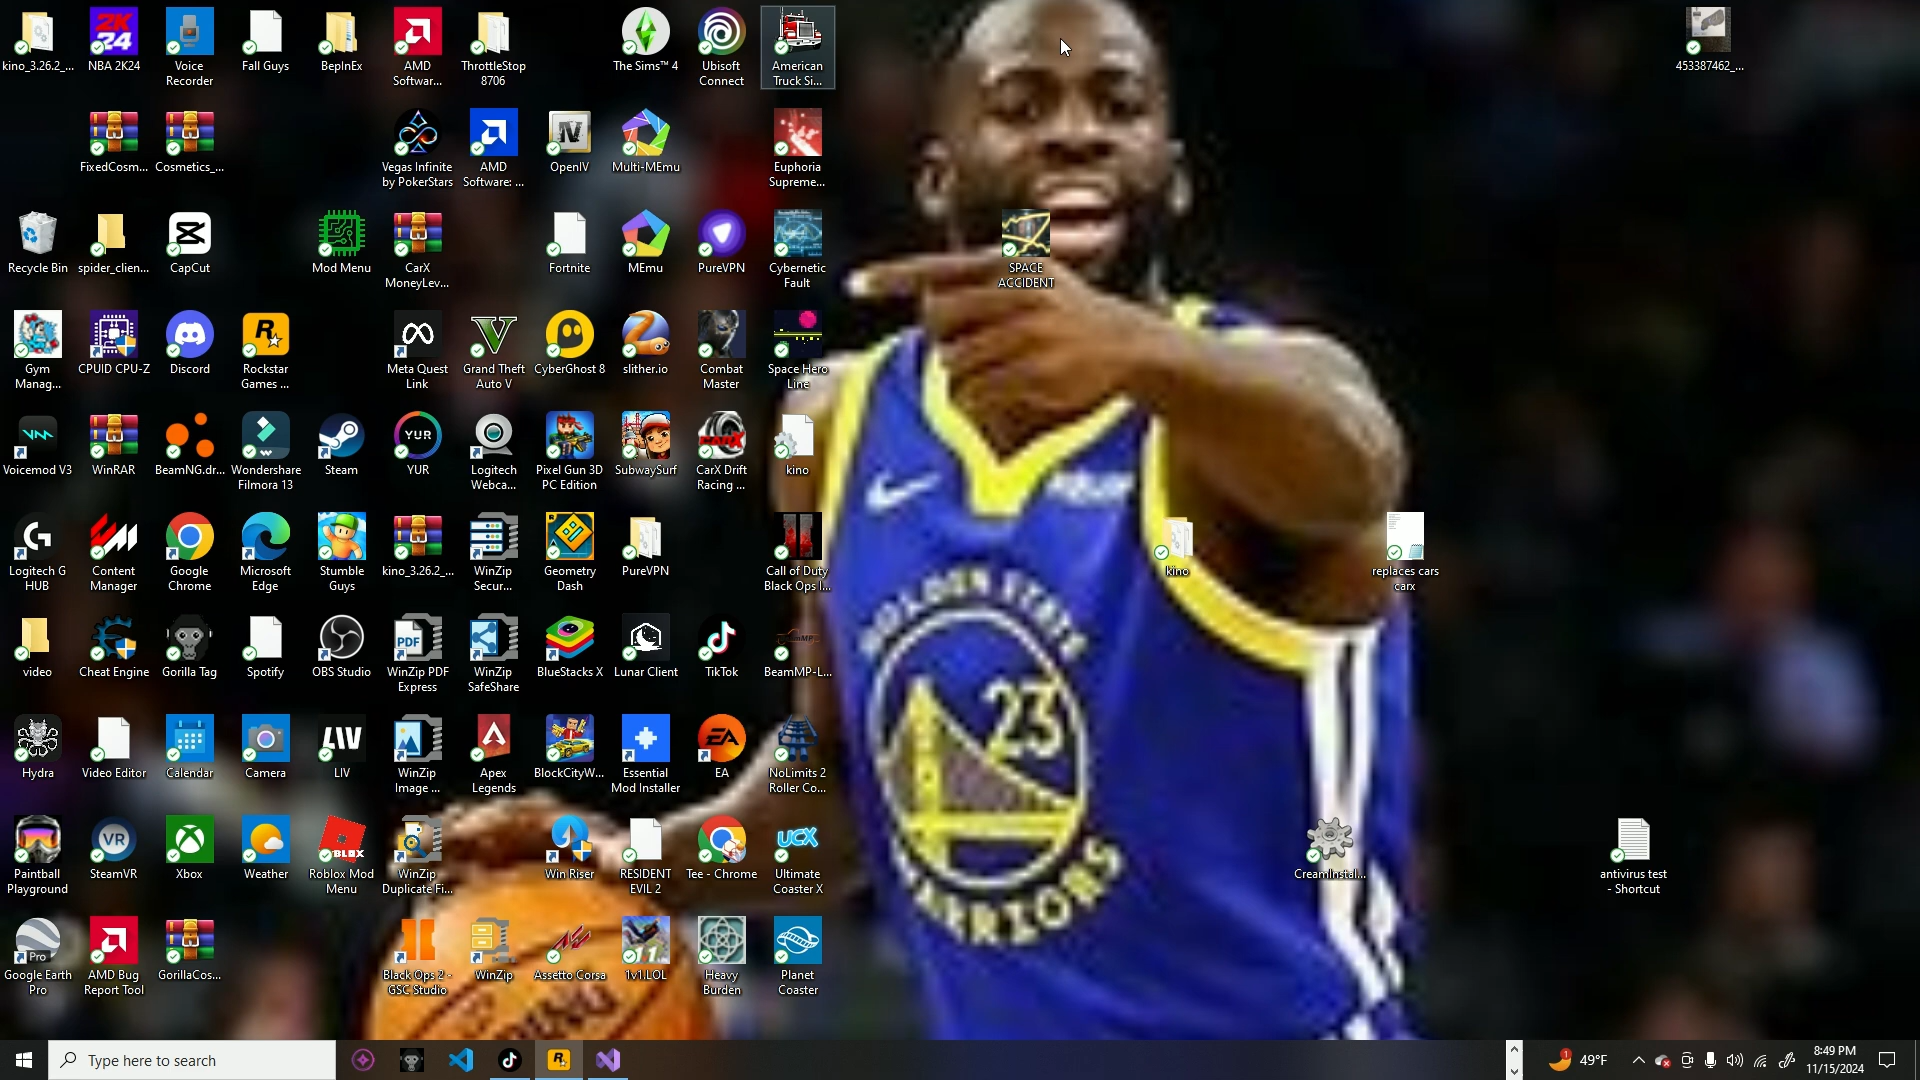 kino_3.26.2_...
NBA 2K24
Voice
Recorder
Fall Guys
BepInEx
AMD
Softwar...
ThrottleStop
8706
The Sims™ 4
Ubisoft
Connect
American
Truck Si...
453387462_...
FixedCosm...
Cosmetics_...
Vegas Infinite
by PokerStars
AMD
Software: ...
OpenIV
Multi-MEmu
Euphoria
Supreme...
Recycle Bin
spider_clien...
CapCut
Mod Menu
CarX
MoneyLev...
Fortnite
MEmu
PureVPN
Cybernetic
Fault
SPACE
ACCIDENT
Gym
Manag...
CPUID CPU-Z
Discord
Rockstar
Games ...
Meta Quest
Link
Grand Theft
Auto V
CyberGhost 8
slither.io
Combat
Master
Space Hero
Line
Voicemod V3
WinRAR
BeamNG.dr...
Wondershare
Filmora 13
Steam
YUR
Logitech
Webca...
Pixel Gun 3D
PC Edition
SubwaySurf
CarX Drift
Racing ...
kino
Logitech G
HUB
Content
Manager
Google
Chrome
Microsoft
Edge
Stumble
Guys
kino_3.26.2_...
WinZip
Secur...
Geometry
Dash
PureVPN
Call of Duty
Black Ops I...
kino
replaces cars
carx
video
Cheat Engine
Gorilla Tag
Spotify
OBS Studio
WinZip PDF
Express
WinZip
SafeShare
BlueStacks X
Lunar Client
TikTok
BeamMP-L...
GOLDEN STATE
23
WARRIORS
Hydra
Video Editor
Calendar
Camera
LIV
WinZip
Image ...
Apex
Legends
BlockCityW...
Essential
Mod Installer
EA
NoLimits 2
Roller Co...
Paintball
Playground
SteamVR
Xbox
Weather
Roblox Mod
Menu
WinZip
Duplicate Fi...
Win Riser
RESIDENT
EVIL 2
Tee - Chrome
Ultimate
Coaster X
CreamInstal...
antivirus test
- Shortcut
Google Earth
Pro
AMD Bug
Report Tool
GorillaCos...
Black Ops 2 -
GSC Studio
WinZip
Assetto Corsa
1v1.LOL
Heavy
Burden
Planet
Coaster
Type here to search
1
49°F
8:49 PM
11/15/2024